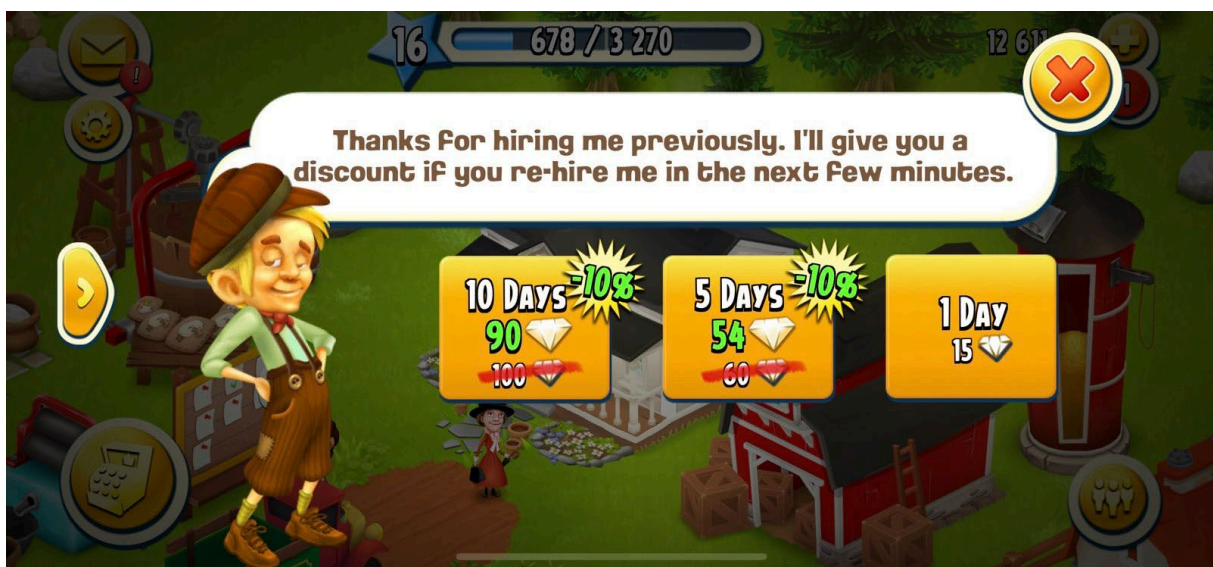 16
678 / 3 270
12 611
!
1
Thanks for hiring me previously. I'll give you a
discount if you re-hire me in the next few minutes.
10 Days
-10%
90
100
5 Days
-10%
54
60
1 Day
15